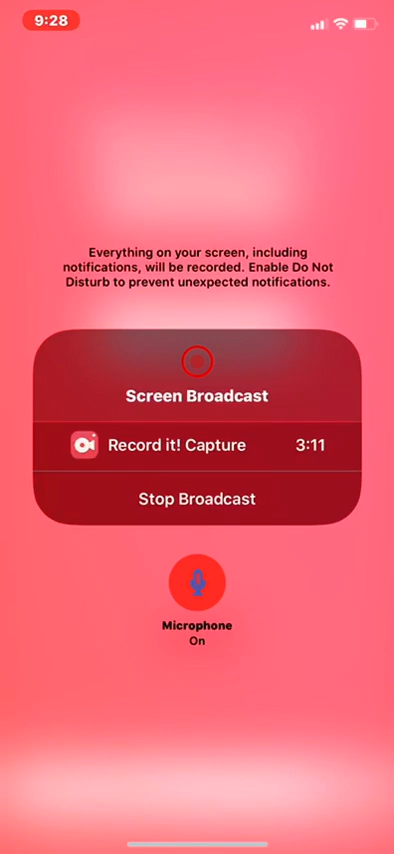 9:28
Everything on your screen, including
notifications, will be recorded. Enable Do Not
Disturb to prevent unexpected notifications.
Screen Broadcast
Record it! Capture 3:11
Stop Broadcast
Microphone
On